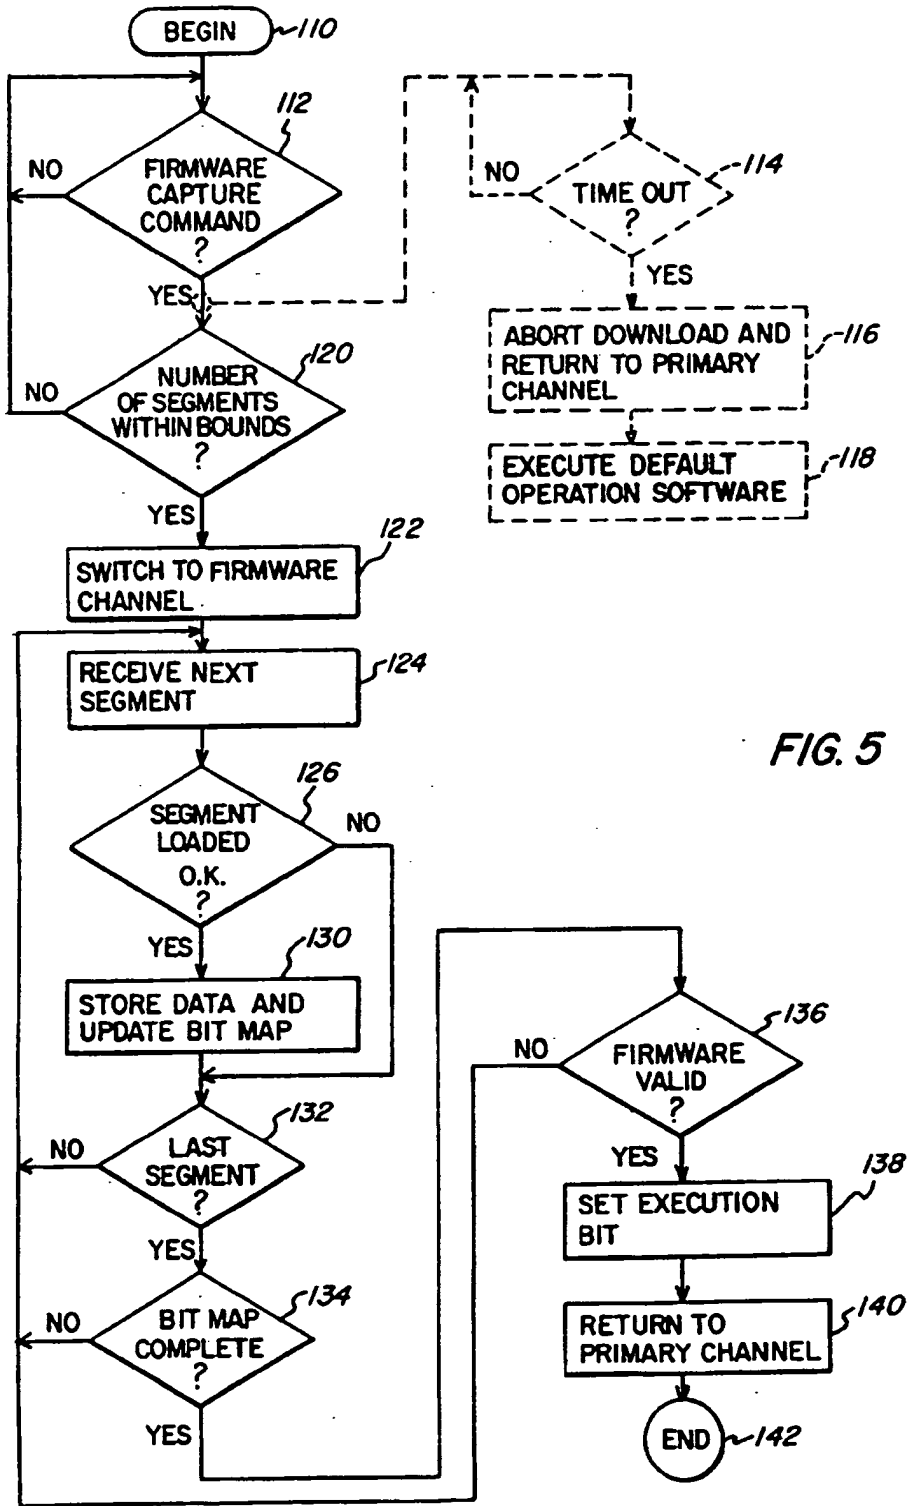 BEGIN
110
112
FIRMWARE
CAPTURE
COMMAND
?
NO
YES
TIME OUT
?
114
NO
YES
ABORT DOWNLOAD AND
RETURN TO PRIMARY
CHANNEL
116
EXECUTE DEFAULT
OPERATION SOFTWARE
118
120
NUMBER
OF SEGMENTS
WITHIN BOUNDS
?
NO
YES
122
SWITCH TO FIRMWARE
CHANNEL
124
RECEIVE NEXT
SEGMENT
FIG. 5
126
SEGMENT
LOADED
O.K.
?
NO
YES
130
STORE DATA AND
UPDATE BIT MAP
132
LAST
SEGMENT
?
NO
YES
134
BIT MAP
COMPLETE
?
NO
YES
136
FIRMWARE
VALID
?
NO
YES
138
SET EXECUTION
BIT
140
RETURN TO
PRIMARY CHANNEL
END
142